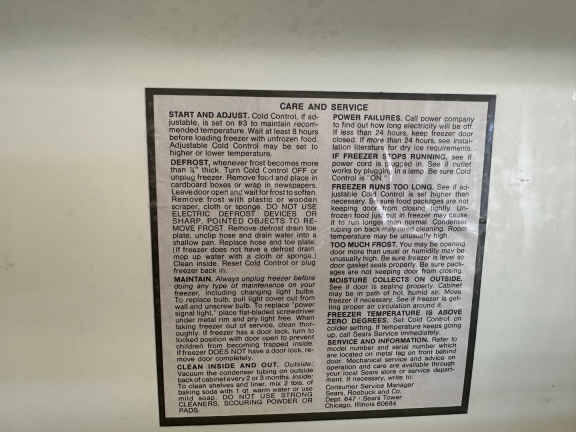 CARE AND SERVICE
START AND ADJUST. Cold Control, if ad-
justable, is set on #3 to maintain recom-
mended temperature. Wait at least 8 hours
before loading freezer with unfrozen food.
Adjustable Cold Control may be set to
higher or lower temperature.
DEFROST, whenever frost becomes more
than ¼" thick. Turn Cold Control OFF or
unplug freezer. Remove food and place in
cardboard boxes or wrap in newspapers.
Leave door open and wait for frost to soften.
Remove frost with plastic or wooden
scraper, cloth or sponge. DO NOT USE
ELECTRIC DEFROST DEVICES OR
SHARP, POINTED OBJECTS TO RE-
MOVE FROST. Remove defrost drain toe
plate, unclip hose and drain water into a
shallow pan. Replace hose and toe plate.
(If freezer does not have a defrost drain
mop up water with a cloth or sponge.)
Clean inside. Reset Cold Control or plug
freezer back in.
MAINTAIN. Always unplug freezer before
doing any type of maintenance on your
freezer, including changing light bulbs.
To replace bulb, pull light cover out from
wall and unscrew bulb. To replace "power
signal light," place flat-bladed screwdriver
under metal rim and pry light free. When
taking freezer out of service, clean thor-
oughly. If freezer has a door lock, turn to
locked position with door open to prevent
children from becoming trapped inside.
If freezer DOES NOT have a door lock, re-
move door completely.
CLEAN INSIDE AND OUT. Outside:
Vacuum the condenser tubing on outside
back of cabinet every 2 or 3 months. Inside:
To clean shelves and liner, mix 2 tbs. of
baking soda with 1 qt. warm water or use
mild soap. DO NOT USE STRONG
CLEANERS, SCOURING POWDER OR
PADS.
POWER FAILURES. Call power company
to find out how long electricity will be off.
If less than 24 hours, keep freezer door
closed. If more than 24 hours, see instal-
lation literature for dry ice requirements.
IF FREEZER STOPS RUNNING, see if
power cord is plugged in. See if outlet
works by plugging in a lamp. Be sure Cold
Control is "ON."
FREEZER RUNS TOO LONG. See if ad-
justable Cold Control is set higher than
necessary. Be sure food packages are not
keeping door from closing tightly. Un-
frozen food just put in freezer may cause
it to run longer than normal. Condenser
tubing on back may need cleaning. Room
temperature may be unusually high.
TOO MUCH FROST. You may be opening
door more than usual or humidity may be
unusually high. Be sure freezer is level so
door gasket seals properly. Be sure pack-
ages are not keeping door from closing.
MOISTURE COLLECTS ON OUTSIDE.
See if door is sealing properly. Cabinet
may be in path of hot, humid air. Move
freezer if necessary. See if freezer is get-
ting proper air circulation around it.
FREEZER TEMPERATURE IS ABOVE
ZERO DEGREES. Set Cold Control on
colder setting. If temperature keeps going
up, call Sears Service immediately.
SERVICE AND INFORMATION. Refer to
model number and serial number which
are located on metal tag on front behind
door. Mechanical service and advice on
operation and care are available through
your local Sears store or service depart-
ment. If necessary, write to:
Consumer Service Manager
Sears, Roebuck and Co.
Dept. 647 - Sears Tower
Chicago, Illinois 60684